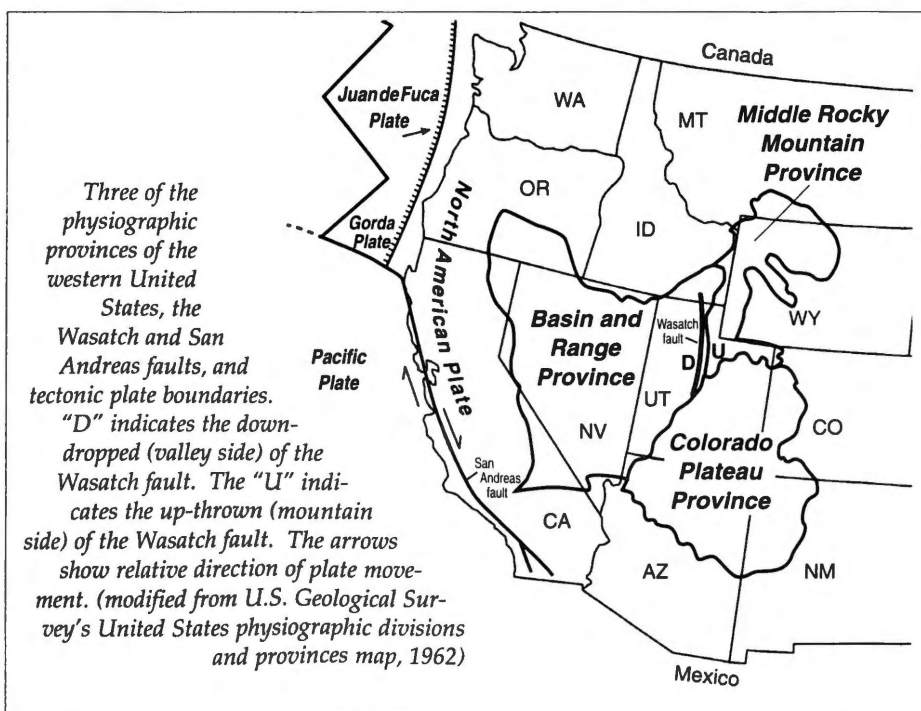 Three of the
physiographic
provinces of the
western United
States, the
Wasatch and San
Andreas faults, and
tectonic plate boundaries.
"D" indicates the down-
dropped (valley side) of the
Wasatch fault. The "U" indi-
cates the up-thrown (mountain
side) of the Wasatch fault. The arrows
show relative direction of plate move-
ment. (modified from U.S. Geological Sur-
vey's United States physiographic divisions
and provinces map, 1962)
Canada
Juan de Fuca
Plate
WA
MT
Middle Rocky
Mountain
Province
OR
ID
Gorda
Plate
North American Plate
WY
Pacific
Plate
Basin and
Range
Province
Wasatch
fault
D
U
UT
NV
CO
Colorado
Plateau
Province
San
Andreas
fault
CA
AZ
NM
Mexico